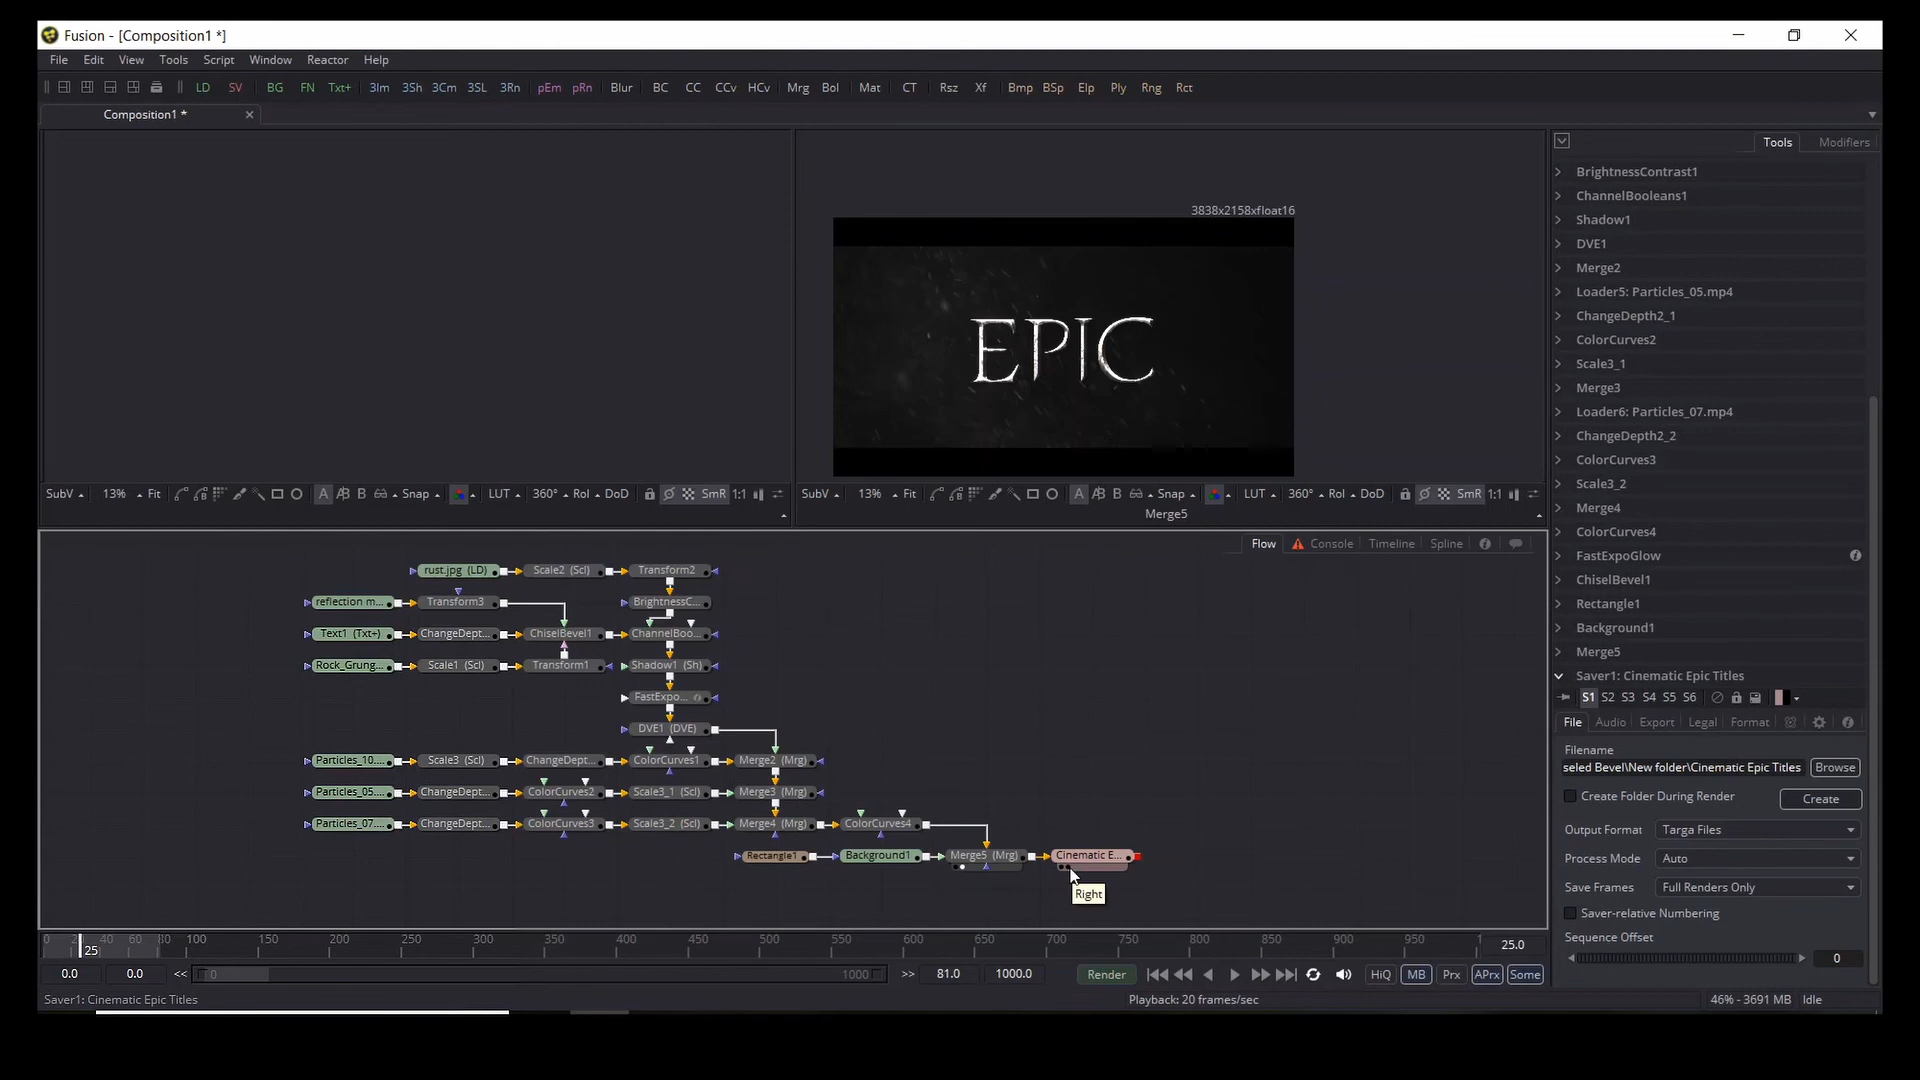 Fusion - [Composition1 *]
File Edit View Tools Script Window Reactor Help
LD SV BG FN Txt+ 3Im 3Sh 3Cm 3SL 3Rn pEm pRn Blur BC CC CCv HCv Mrg Bol Mat CT Rsz Xf Bmp BSp Elp Ply Rng Rct
Composition1 *
Tools Modifiers
3838x2158xfloat16
EPIC
SubV 13% Fit A B Snap LUT 360° Rol DoD SmR 1:1
SubV 13% Fit A B Snap LUT 360° Rol DoD SmR 1:1
Merge5
Flow Console Timeline Spline
rust.jpg (LD) Scale2 (Scl) Transform2
reflection m... Transform3 BrightnessC...
Text1 (Txt+) ChangeDept... ChiselBevel1 ChannelBoo...
Rock_Grung... Scale1 (Scl) Transform1 Shadow1 (Sh)
FastExpo...
DVE1 (DVE)
Particles_10.... Scale3 (Scl) ChangeDept... ColorCurves1 Merge2 (Mrg)
Particles_05.... ChangeDept... ColorCurves2 Scale3_1 (Scl) Merge3 (Mrg)
Particles_07.... ChangeDept... ColorCurves3 Scale3_2 (Scl) Merge4 (Mrg) ColorCurves4
Rectangle1 Background1 Merge5 (Mrg) Cinematic E...
Right
BrightnessContrast1
ChannelBooleans1
Shadow1
DVE1
Merge2
Loader5: Particles_05.mp4
ChangeDepth2_1
ColorCurves2
Scale3_1
Merge3
Loader6: Particles_07.mp4
ChangeDepth2_2
ColorCurves3
Scale3_2
Merge4
ColorCurves4
FastExpoGlow
ChiselBevel1
Rectangle1
Background1
Merge5
Saver1: Cinematic Epic Titles
S1 S2 S3 S4 S5 S6
File Audio Export Legal Format
Filename
seled Bevel\New folder\Cinematic Epic Titles Browse
Create Folder During Render Create
Output Format Targa Files
Process Mode Auto
Save Frames Full Renders Only
Saver-relative Numbering
Sequence Offset
0
0 25 40 60 80 100 150 200 250 300 350 400 450 500 550 600 650 700 750 800 850 900 950 1 25.0
0.0 0.0 << 0 1000 >> 81.0 1000.0 Render HiQ MB Prx APrx Some
Saver1: Cinematic Epic Titles Playback: 20 frames/sec 46% - 3691 MB Idle